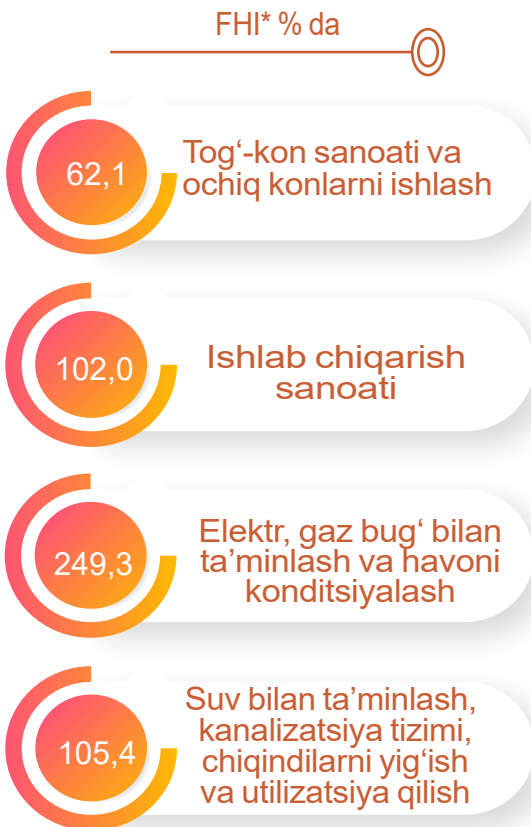 FHI* % da
62,1
Tog‘-kon sanoati va
ochiq konlarni ishlash
102,0
Ishlab chiqarish
sanoati
249,3
Elektr, gaz bug‘ bilan
ta’minlash va havoni
konditsiyalash
105,4
Suv bilan ta’minlash,
kanalizatsiya tizimi,
chiqindilarni yig‘ish
va utilizatsiya qilish